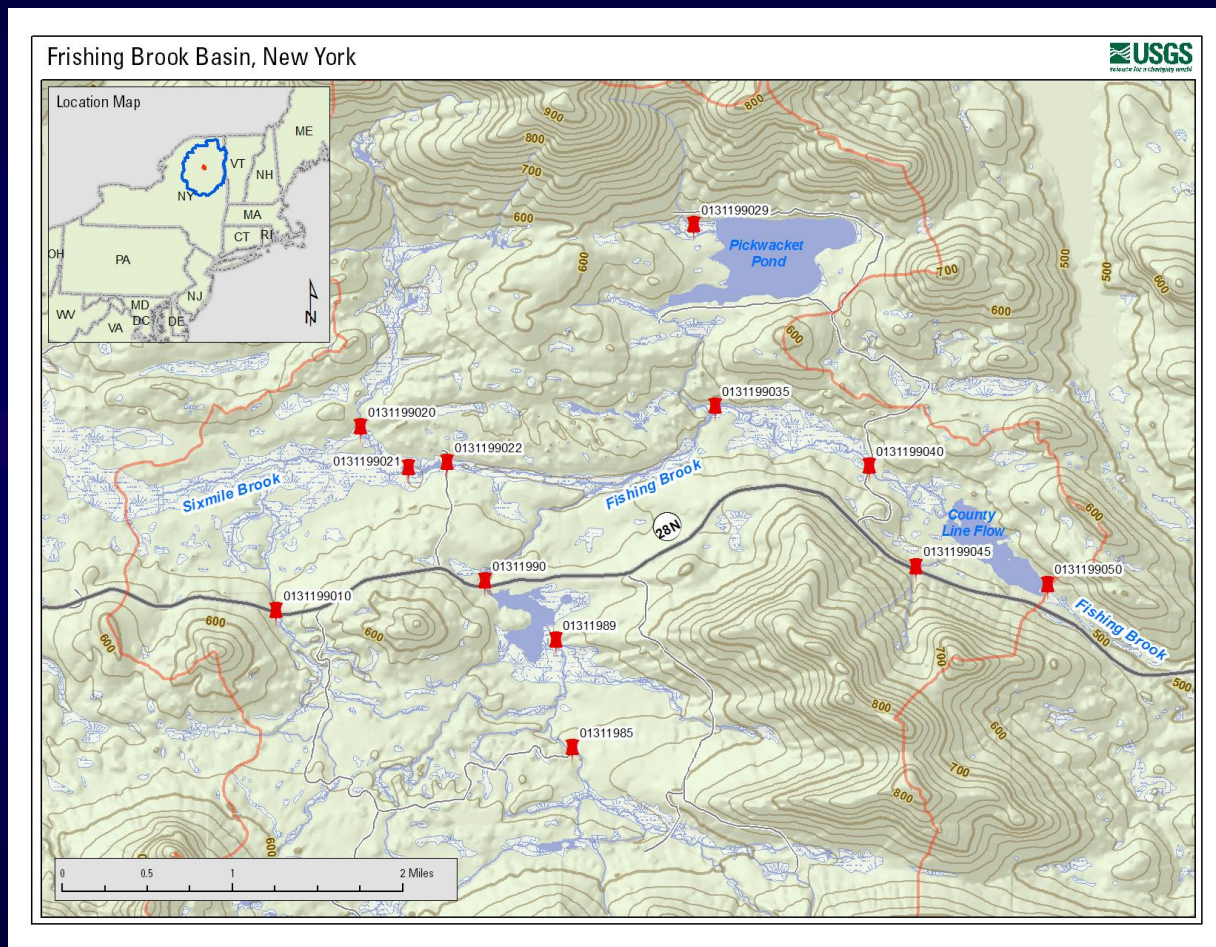 Frishing Brook Basin, New York
USGS
science for a changing world
Location Map
ME
VT
NH
NY
MA
CT RI
OH
PA
NJ
MD
WV
DC
DE
VA
N
900
800
800
700
600
600
0131199029
Pickwacket
Pond
500
500
700
600
600
600
0131199035
0131199020
0131199022
0131199021
0131199040
Sixmile Brook
Fishing Brook
600
28N
County
Line Flow
01311990
0131199045
0131199050
0131199010
Fishing Brook
600
600
600
01311989
500
700
500
800
600
01311985
700
800
600
0 0.5 1 2 Miles